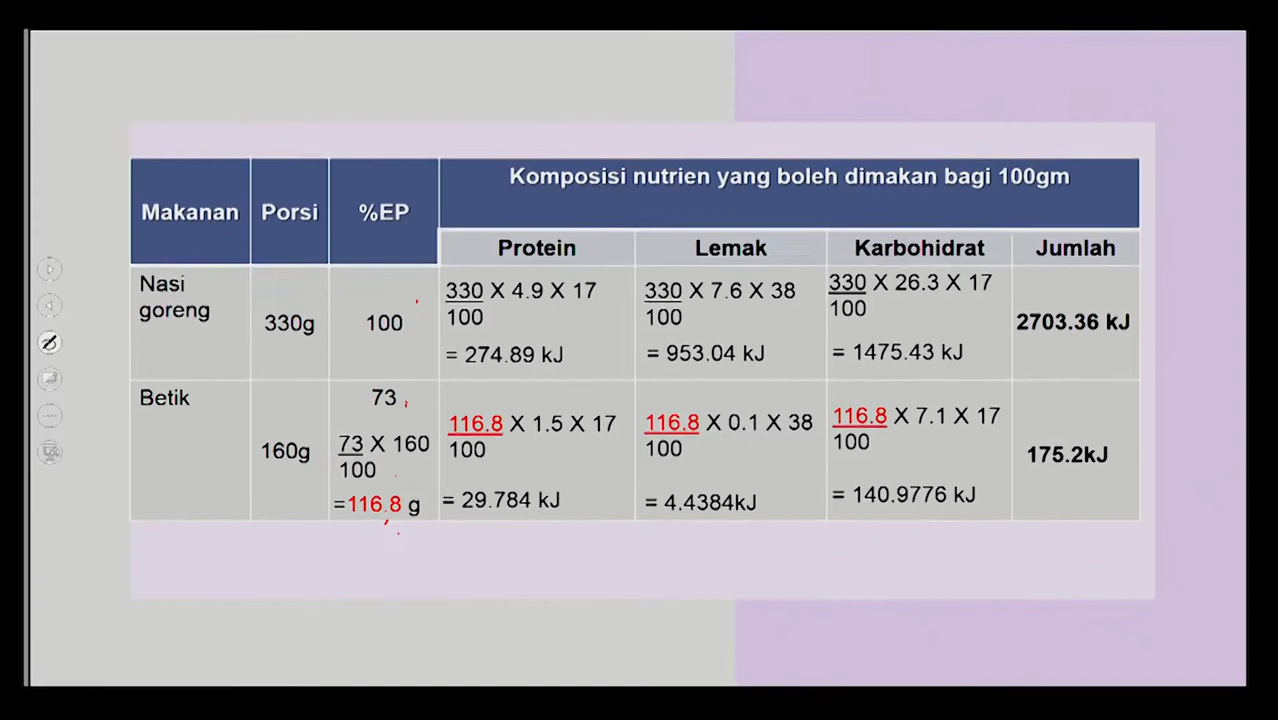 Komposisi nutrien yang boleh dimakan bagi 100gm
Makanan Porsi %EP
Protein Lemak Karbohidrat Jumlah
Nasi
goreng
330g
100
330 X 4.9 X 17
100
= 274.89 kJ
330 X 7.6 X 38
100
= 953.04 kJ
330 X 26.3 X 17
100
= 1475.43 kJ
2703.36 kJ
Betik
160g
73
73 X 160
100
=116.8 g
116.8 X 1.5 X 17
100
= 29.784 kJ
116.8 X 0.1 X 38
100
= 4.4384kJ
116.8 X 7.1 X 17
100
= 140.9776 kJ
175.2kJ